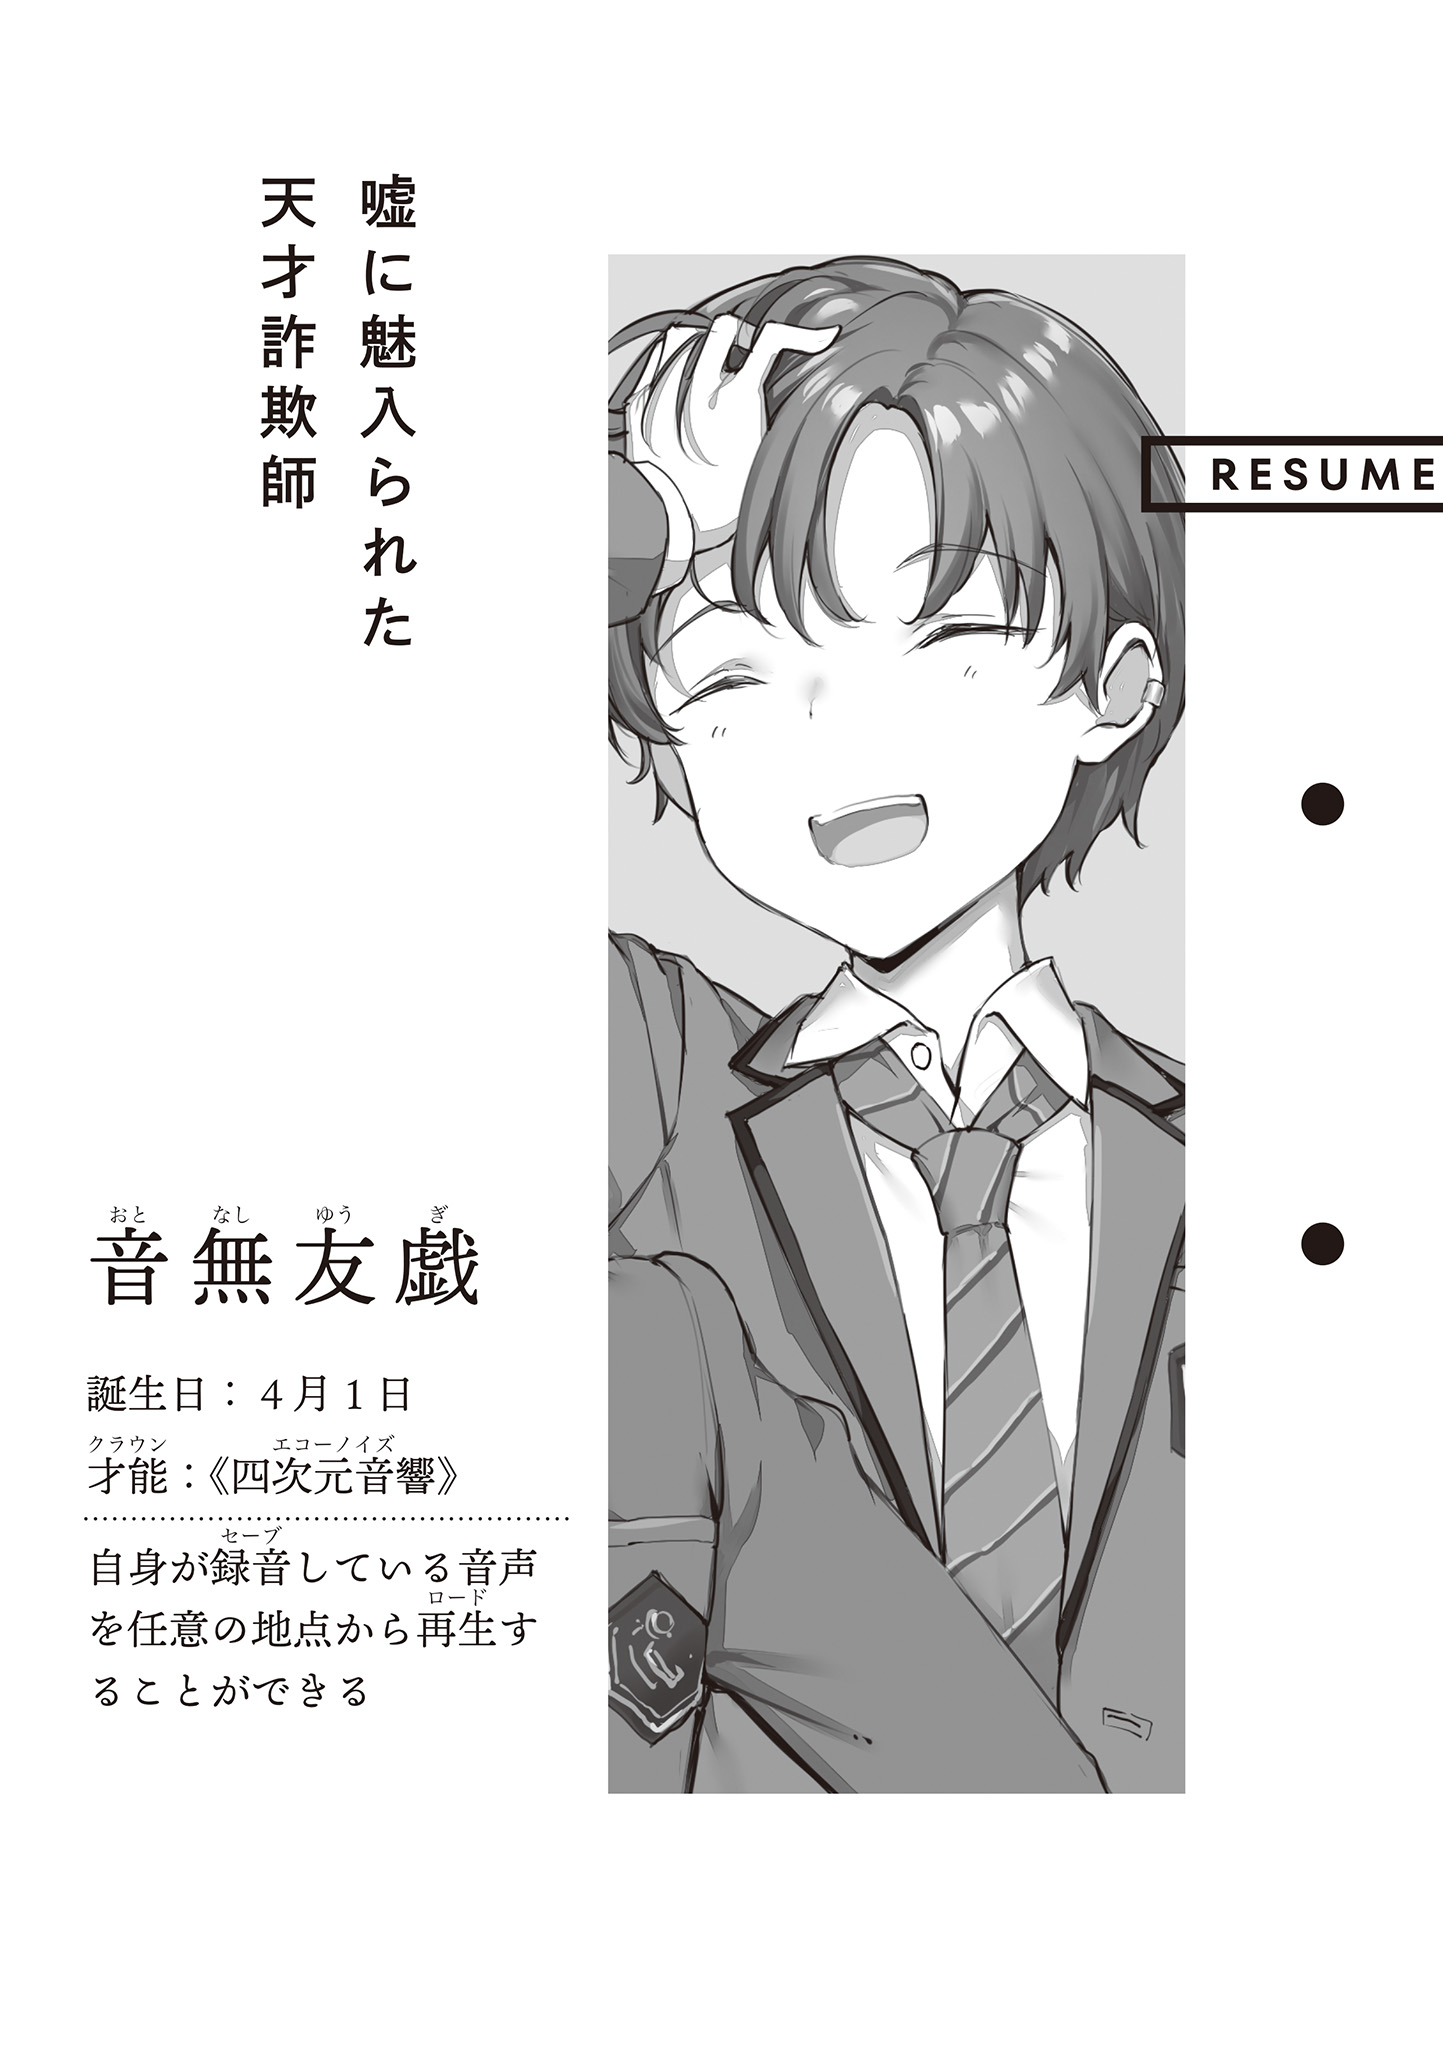 RESUME
嘘に魅入られた
天才詐欺師
おと なし ゆう ぎ
音無友戯
誕生日：4月1日
クラウン エコーノイズ
才能：《四次元音響》
セーブ
自身が録音している音声
ロード
を任意の地点から再生す
ることができる